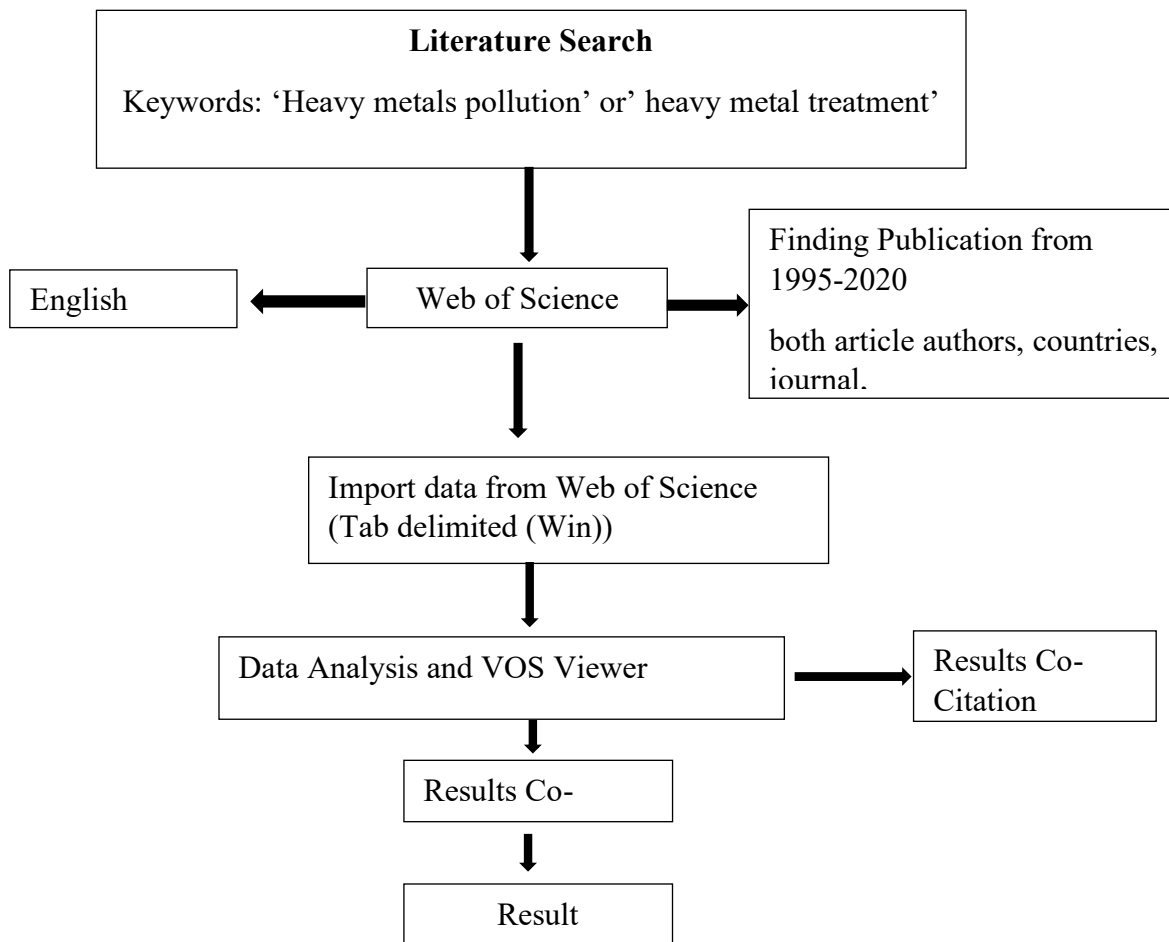 Literature Search
Keywords: ‘Heavy metals pollution’ or’ heavy metal treatment’
Finding Publication from
1995-2020
both article authors, countries,
journal.
English
Web of Science
Import data from Web of Science
(Tab delimited (Win))
Data Analysis and VOS Viewer
Results Co-
Citation
Results Co-
Result